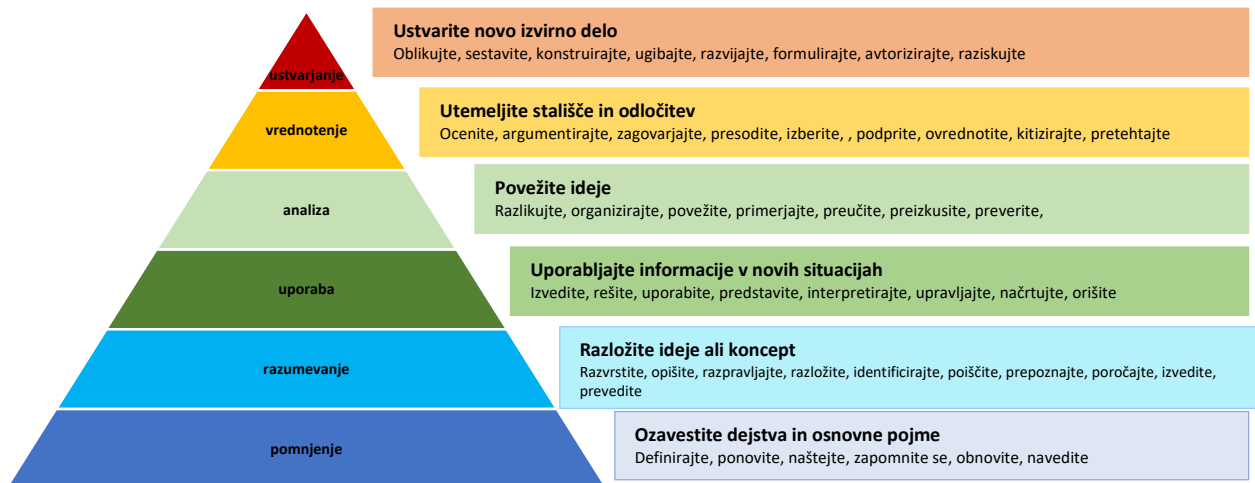 Ustvarite novo izvirno delo
Oblikujte, sestavite, konstruirajte, ugibajte, razvijajte, formulirajte, avtorizirajte, raziskujte
ustvarjanje
Utemeljite stališče in odločitev
Ocenite, argumentirajte, zagovarjajte, presodite, izberite, , podprite, ovrednotite, kitizirajte, pretehtajte
vrednotenje
Povežite ideje
Razlikujte, organizirajte, povežite, primerjajte, preučite, preizkusite, preverite,
analiza
Uporabljajte informacije v novih situacijah
Izvedite, rešite, uporabite, predstavite, interpretirajte, upravljajte, načrtujte, orišite
uporaba
Razložite ideje ali koncept
Razvrstite, opišite, razpravljajte, razložite, identificirajte, poiščite, prepoznajte, poročajte, izvedite,
prevedite
razumevanje
Ozavestite dejstva in osnovne pojme
Definirajte, ponovite, naštejte, zapomnite se, obnovite, navedite
pomnjenje